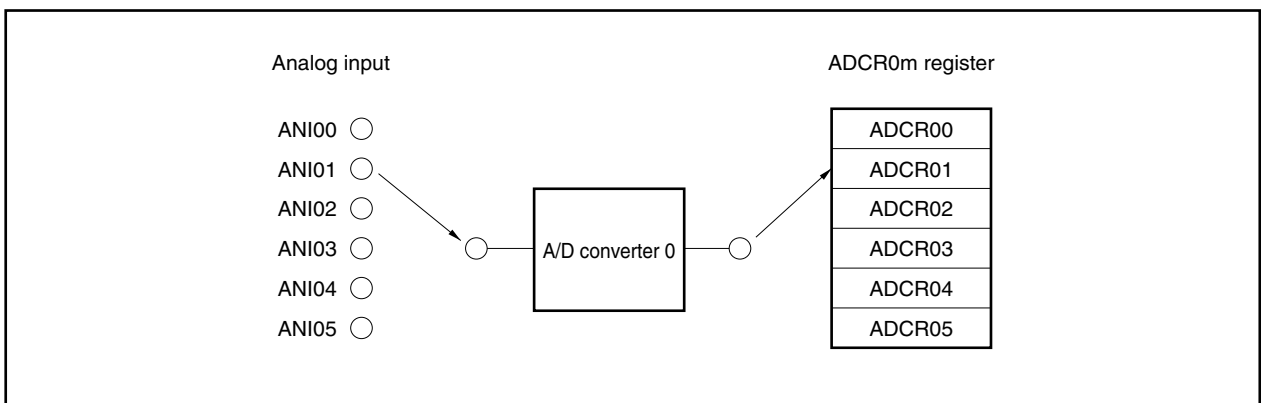 Analog input
ADCR0m register
ANI00
ANI01
ANI02
ANI03
ANI04
ANI05
A/D converter 0
ADCR00
ADCR01
ADCR02
ADCR03
ADCR04
ADCR05